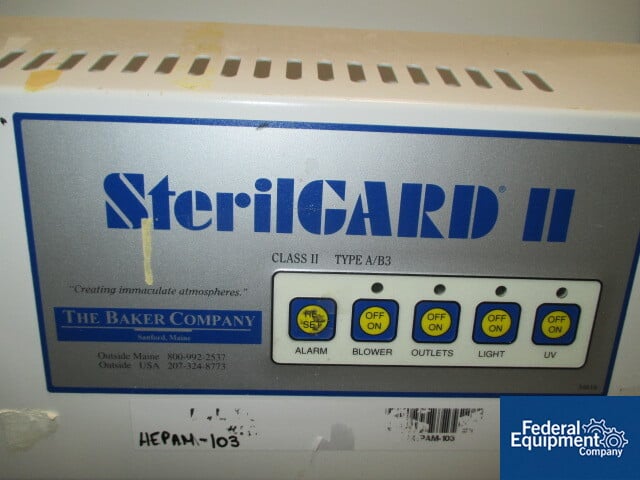 SterilGARD® II
CLASS II TYPE A/B3
"Creating immaculate atmospheres."
THE BAKER COMPANY
Sanford, Maine
Outside Maine 800-992-2537
Outside USA 207-324-8773
RE-SET
OFF ON
OFF ON
OFF ON
OFF ON
ALARM BLOWER OUTLETS LIGHT UV
HEPAM-103
PAM-103
Federal Equipment Company